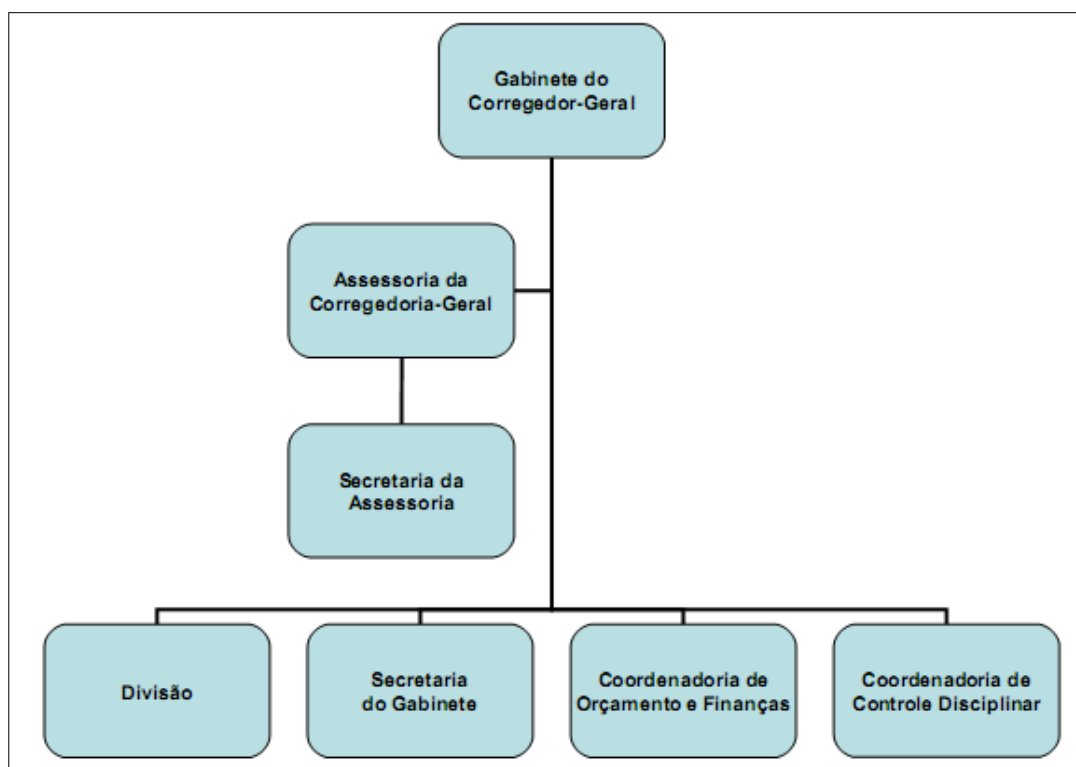 Gabinete do
Corregedor-Geral
Assessoria da
Corregedoria-Geral
Secretaria da
Assessoria
Divisão
Secretaria
do Gabinete
Coordenadoria de
Orçamento e Finanças
Coordenadoria de
Controle Disciplinar